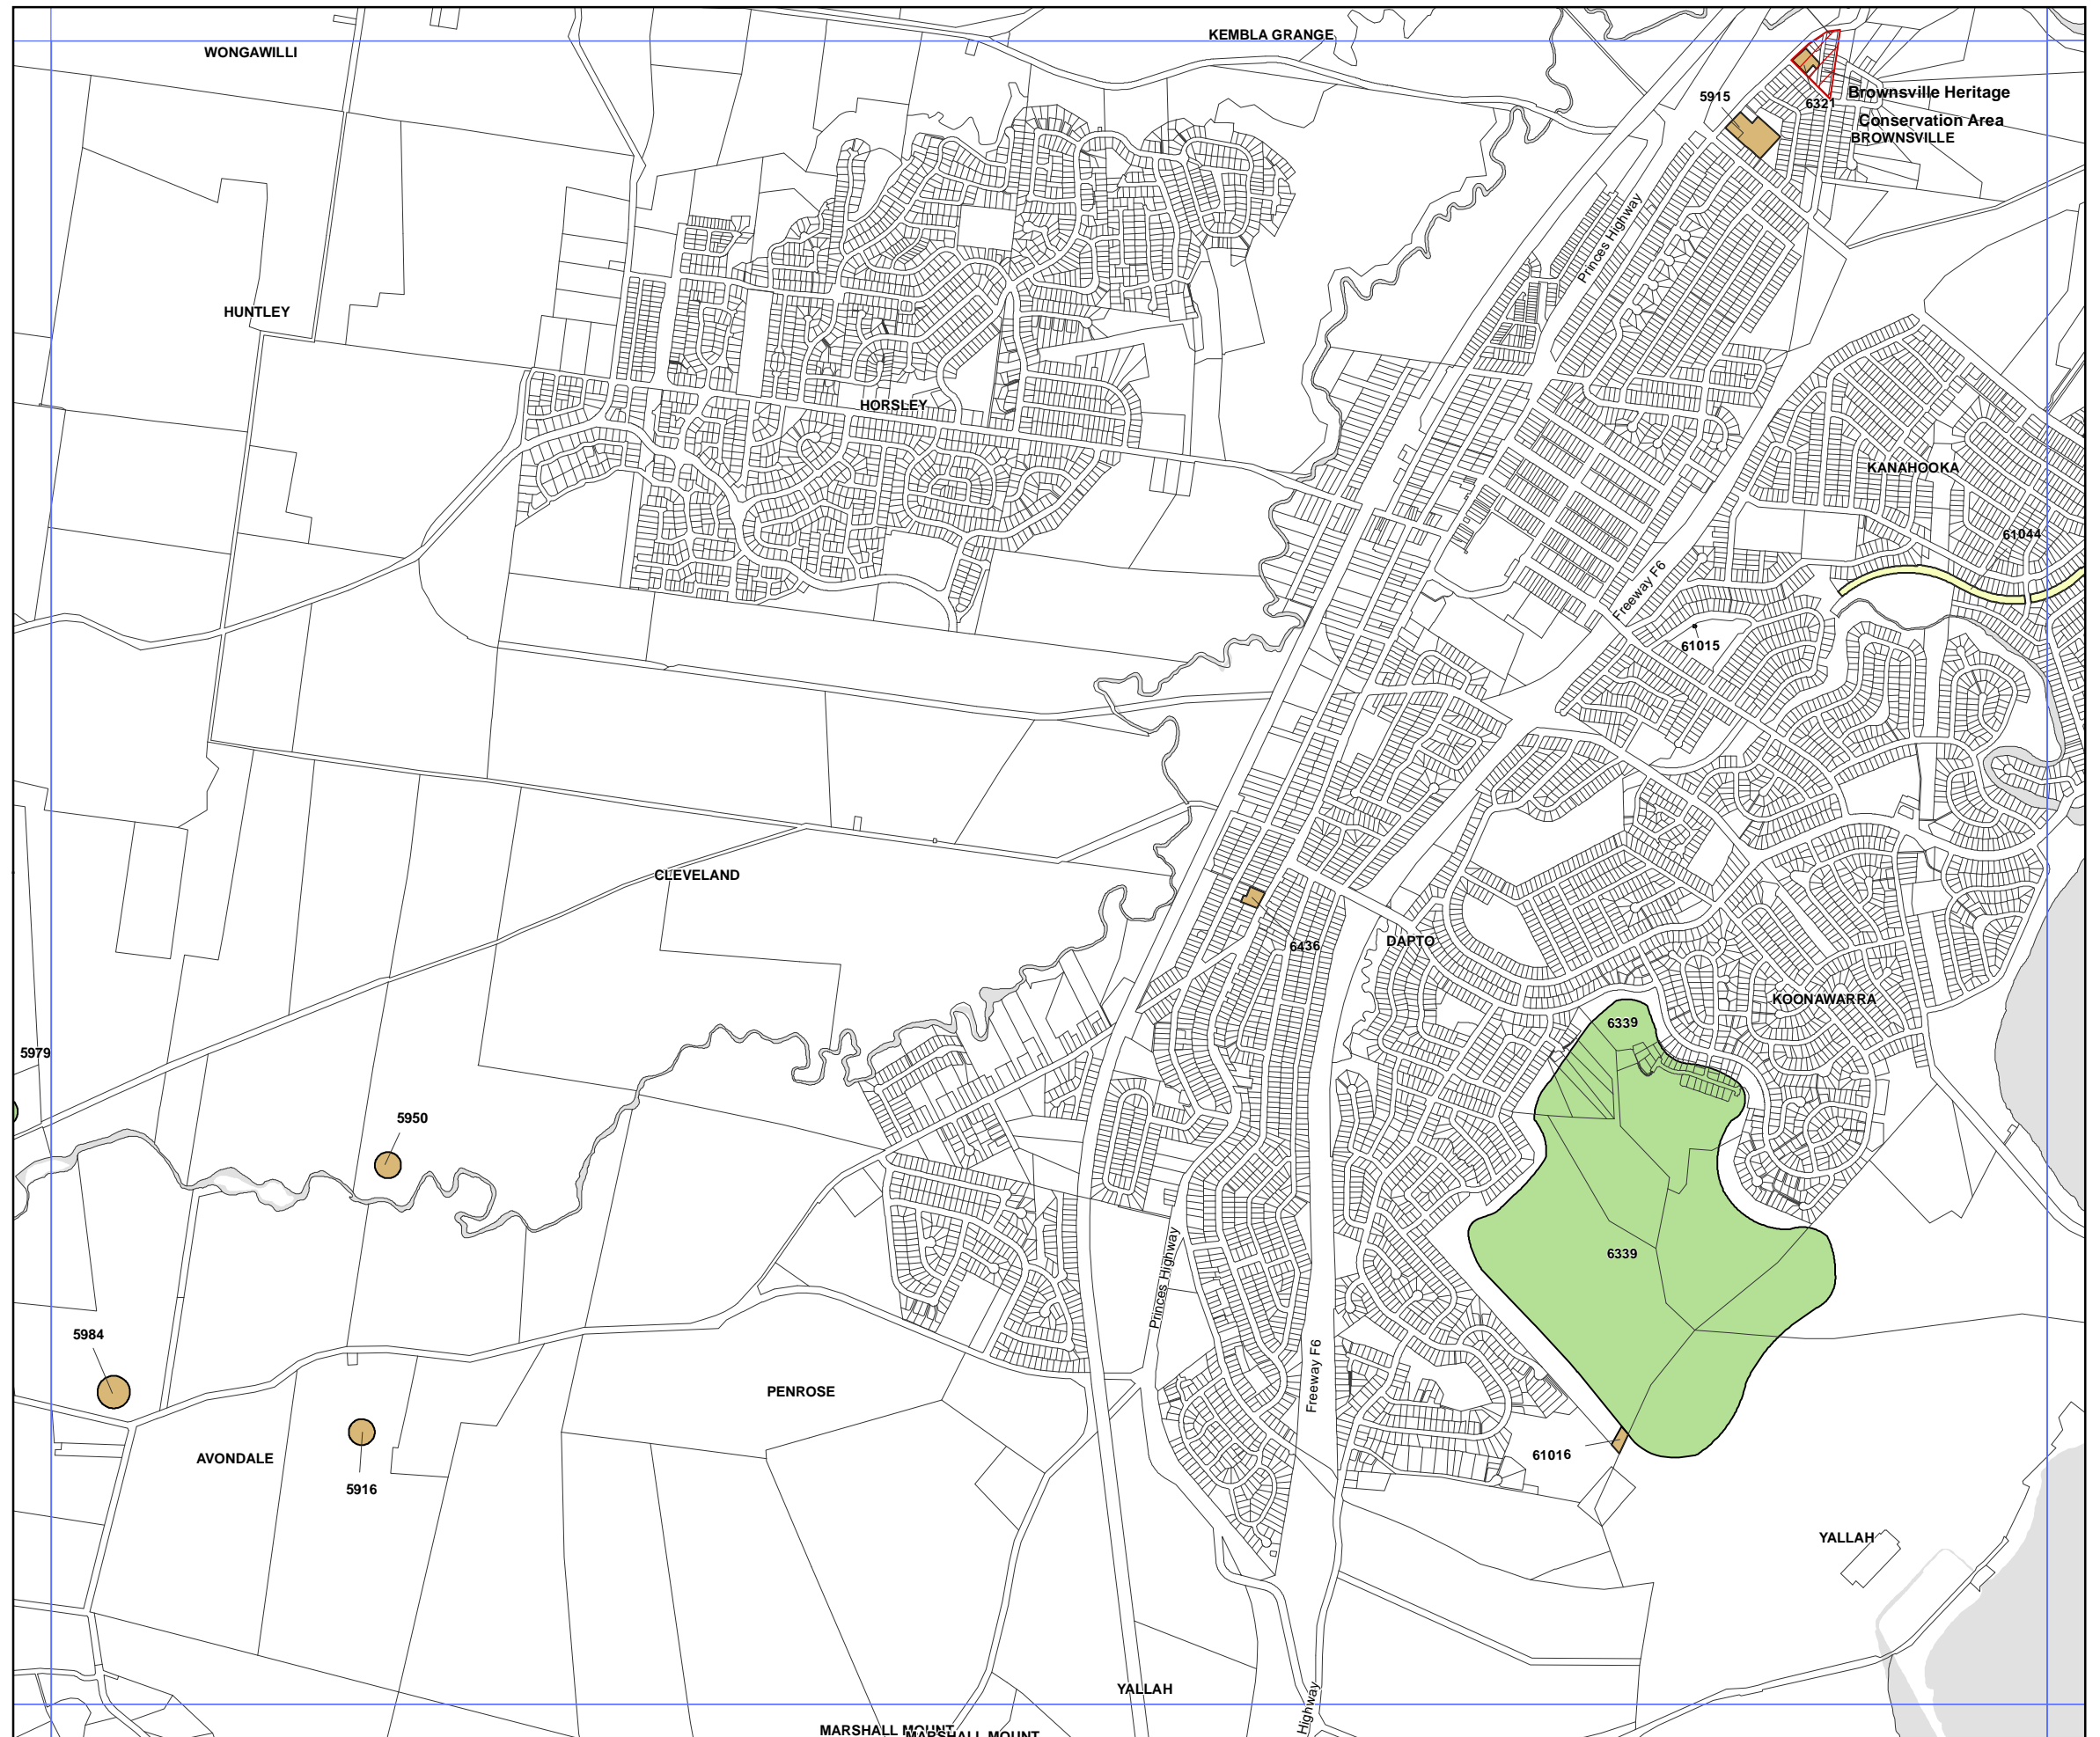 KEMBLA GRANGE
WONGAWILLI
Brownsville Heritage
5915
6321
Conservation Area
BROWNSVILLE
Princes Highway
HUNTLEY
HORSLEY
KANAHOOKA
61044
Freeway F6
61015
CLEVELAND
DAPTO
6436
KOONAWARRA
6339
5979
5950
6339
Princes Highway
5984
Freeway F6
PENROSE
61016
AVONDALE
5916
YALLAH
YALLAH
Highway
MARSHALL MOUNT
MARSHALL MOUNT